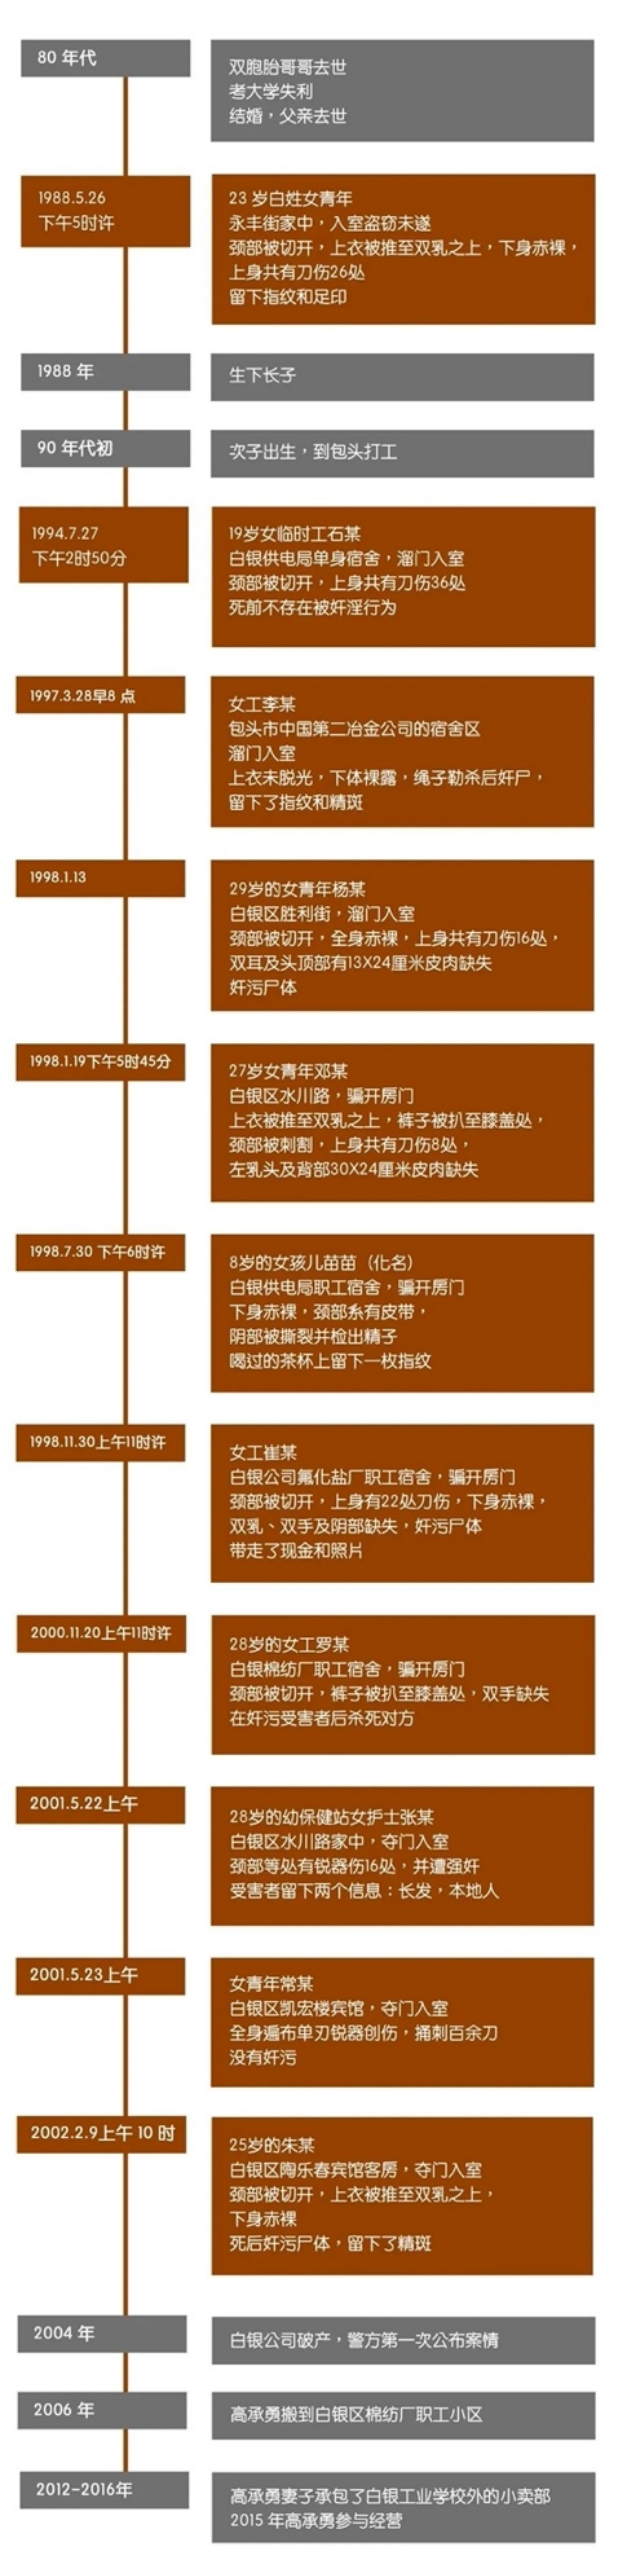 80 年代
双胞胎哥哥去世
考大学失利
结婚，父亲去世
1988.5.26
下午5时许
23 岁白姓女青年
永丰街家中，入室盗窃未遂
颈部被切开，上衣被推至双乳之上，下身赤裸，
上身共有刀伤26处
留下指纹和足印
1988 年
生下长子
90 年代初
次子出生，到包头打工
1994.7.27
下午2时50分
19岁女临时工石某
白银供电局单身宿舍，溜门入室
颈部被切开，上身共有刀伤36处
死前不存在被奸淫行为
1997.3.28早8 点
女工李某
包头市中国第二冶金公司的宿舍区
溜门入室
上衣未脱光，下体裸露，绳子勒杀后奸尸，
留下了指纹和精斑
1998.1.13
29岁的女青年杨某
白银区胜利街，溜门入室
颈部被切开，全身赤裸，上身共有刀伤16处，
双耳及头顶部有13X24厘米皮肉缺失
奸污尸体
1998.1.19下午5时45分
27岁女青年邓某
白银区水川路，骗开房门
上衣被推至双乳之上，裤子被扒至膝盖处，
颈部被刺割，上身共有刀伤8处，
左乳头及背部30X24厘米皮肉缺失
1998.7.30 下午6时许
8岁的女孩儿苗苗（化名）
白银供电局职工宿舍，骗开房门
下身赤裸，颈部系有皮带，
阴部被撕裂并检出精子
喝过的茶杯上留下一枚指纹
1998.11.30上午11时许
女工崔某
白银公司氟化盐厂职工宿舍，骗开房门
颈部被切开，上身有22处刀伤，下身赤裸，
双乳、双手及阴部缺失，奸污尸体
带走了现金和照片
2000.11.20上午11时许
28岁的女工罗某
白银棉纺厂职工宿舍，骗开房门
颈部被切开，裤子被扒至膝盖处，双手缺失
在奸污受害者后杀死对方
2001.5.22上午
28岁的幼保健站女护士张某
白银区水川路家中，夺门入室
颈部等处有锐器伤16处，并遭强奸
受害者留下两个信息：长发，本地人
2001.5.23上午
女青年常某
白银区凯宏楼宾馆，夺门入室
全身遍布单刃锐器创伤，捅刺百余刀
没有奸污
2002.2.9上午 10 时
25岁的朱某
白银区陶乐春宾馆客房，夺门入室
颈部被切开，上衣被推至双乳之上，
下身赤裸
死后奸污尸体，留下了精斑
2004 年
白银公司破产，警方第一次公布案情
2006 年
高承勇搬到白银区棉纺厂职工小区
2012-2016年
高承勇妻子承包了白银工业学校外的小卖部
2015 年高承勇参与经营